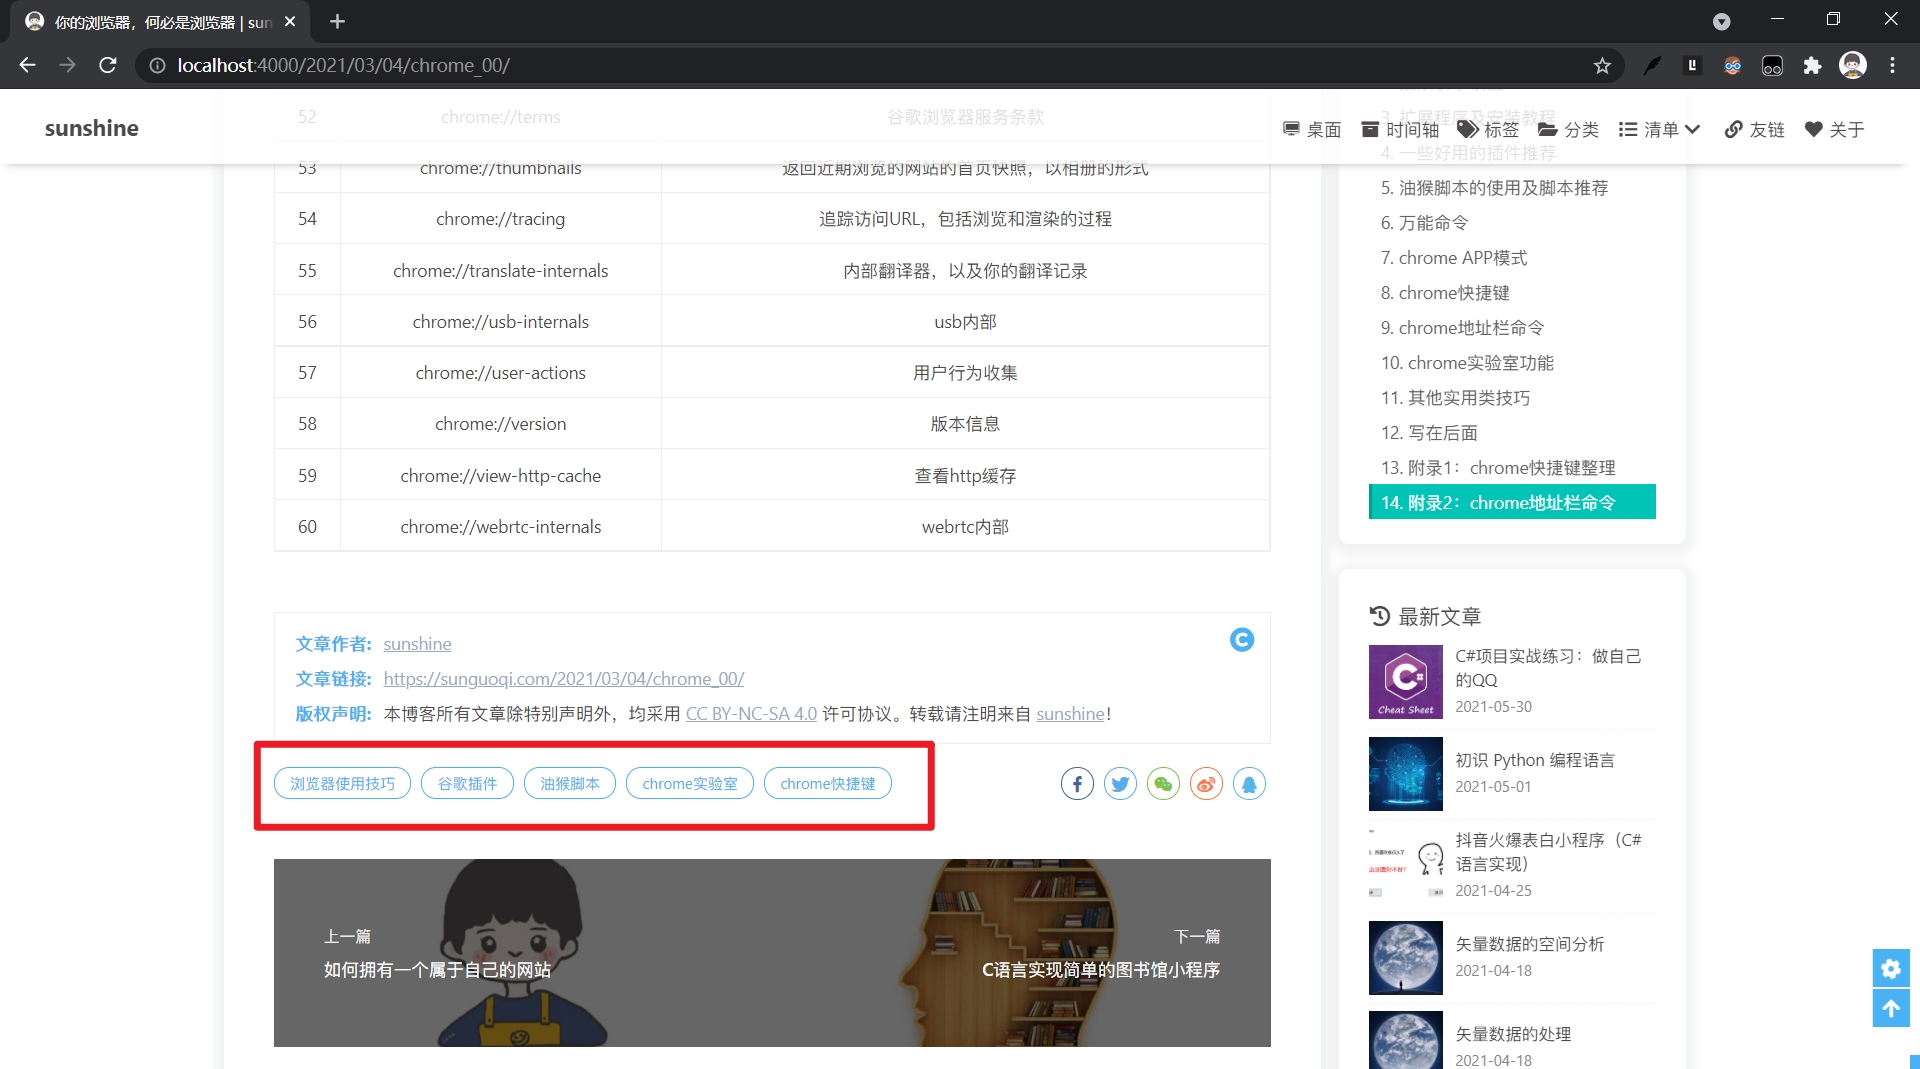 你的浏览器，何必是浏览器 | sun
localhost:4000/2021/03/04/chrome_00/
sunshine
桌面
时间轴
标签
分类
清单
友链
关于
52 chrome://terms 谷歌浏览器服务条款
53 chrome://thumbnails 返回近期浏览的网站的首页快照，以相册的形式
54 chrome://tracing 追踪访问URL，包括浏览和渲染的过程
55 chrome://translate-internals 内部翻译器，以及你的翻译记录
56 chrome://usb-internals usb内部
57 chrome://user-actions 用户行为收集
58 chrome://version 版本信息
59 chrome://view-http-cache 查看http缓存
60 chrome://webrtc-internals webrtc内部
文章作者: sunshine
文章链接: https://sunguoqi.com/2021/03/04/chrome_00/
版权声明: 本博客所有文章除特别声明外，均采用 CC BY-NC-SA 4.0 许可协议。转载请注明来自 sunshine！
浏览器使用技巧
谷歌插件
油猴脚本
chrome实验室
chrome快捷键
上一篇
如何拥有一个属于自己的网站
下一篇
C语言实现简单的图书馆小程序
3. 扩展程序及安装教程
4. 一些好用的插件推荐
5. 油猴脚本的使用及脚本推荐
6. 万能命令
7. chrome APP模式
8. chrome快捷键
9. chrome地址栏命令
10. chrome实验室功能
11. 其他实用类技巧
12. 写在后面
13. 附录1：chrome快捷键整理
14. 附录2：chrome地址栏命令
最新文章
Cheat Sheet
C#项目实战练习：做自己
的QQ
2021-05-30
初识 Python 编程语言
2021-05-01
抖音火爆表白小程序（C#
语言实现）
2021-04-25
矢量数据的空间分析
2021-04-18
矢量数据的处理
2021-04-18